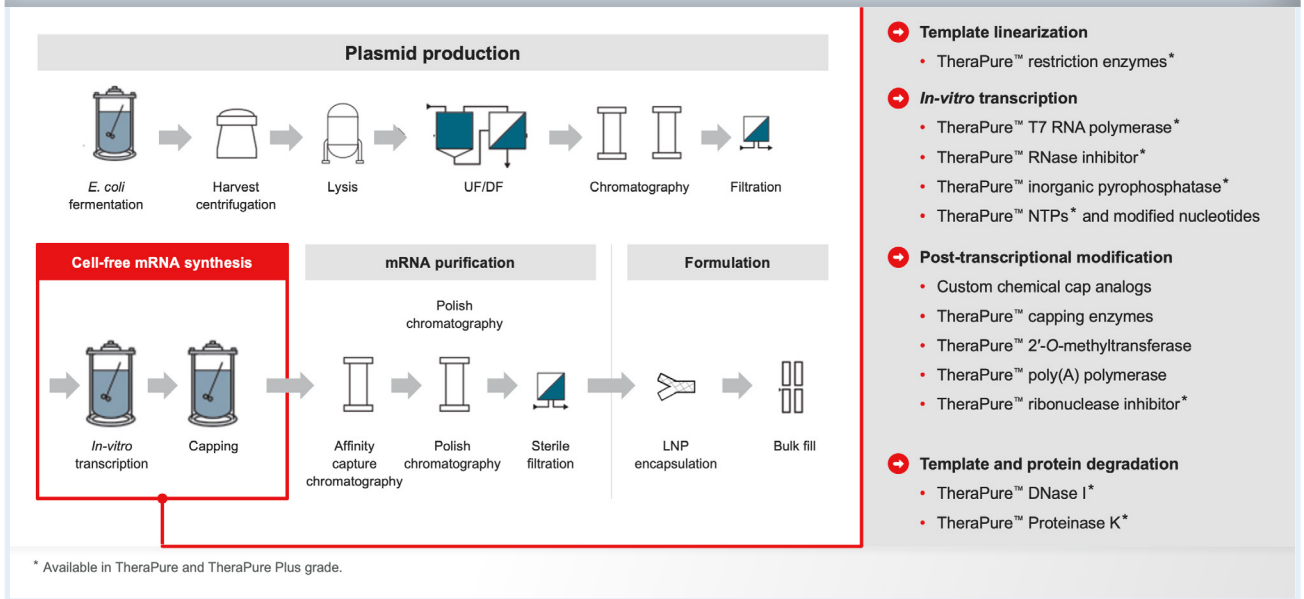 Plasmid production
E. coli
fermentation
Harvest
centrifugation
Lysis
UF/DF
Chromatography
Filtration
Cell-free mRNA synthesis
In-vitro
transcription
Capping
mRNA purification
Polish
chromatography
Affinity
capture
chromatography
Polish
chromatography
Sterile
filtration
Formulation
LNP
encapsulation
Bulk fill
Template linearization
• TheraPure™ restriction enzymes*
In-vitro transcription
• TheraPure™ T7 RNA polymerase*
• TheraPure™ RNase inhibitor*
• TheraPure™ inorganic pyrophosphatase*
• TheraPure™ NTPs* and modified nucleotides
Post-transcriptional modification
• Custom chemical cap analogs
• TheraPure™ capping enzymes
• TheraPure™ 2′-O-methyltransferase
• TheraPure™ poly(A) polymerase
• TheraPure™ ribonuclease inhibitor*
Template and protein degradation
• TheraPure™ DNase I*
• TheraPure™ Proteinase K*
* Available in TheraPure and TheraPure Plus grade.